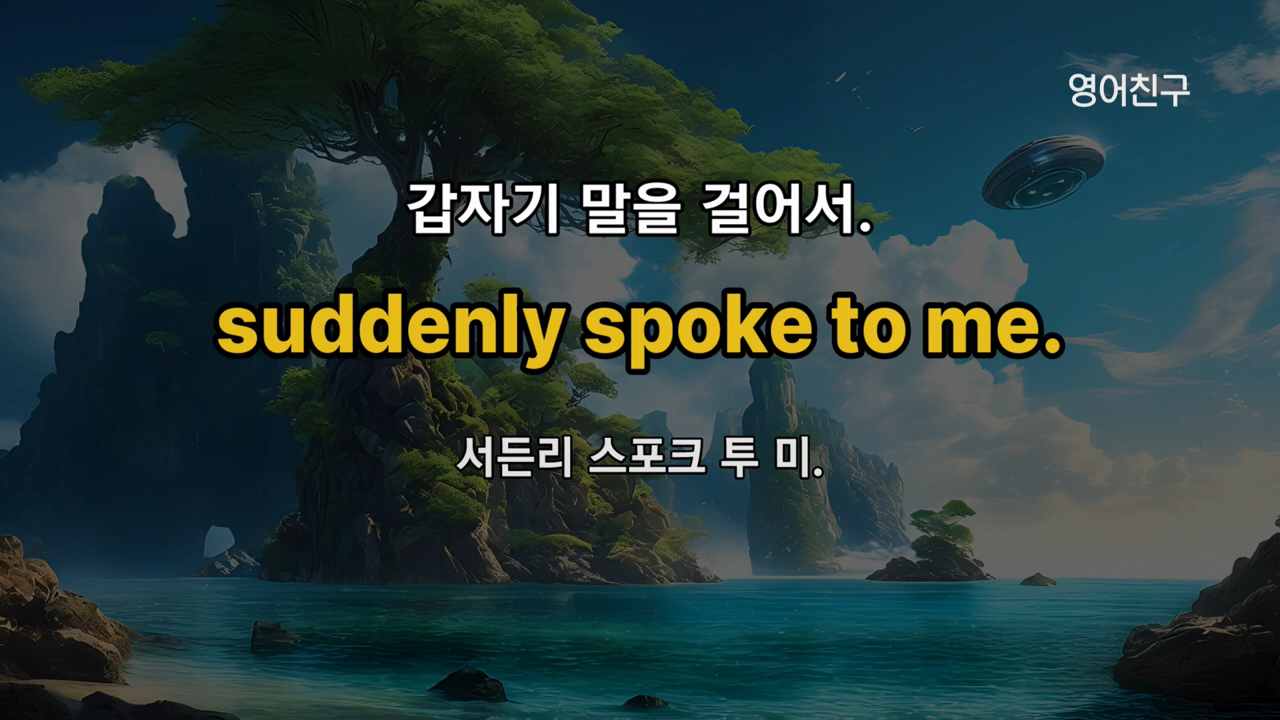 영어친구
갑자기 말을 걸어서.
suddenly spoke to me.
서든리 스포크 투 미.